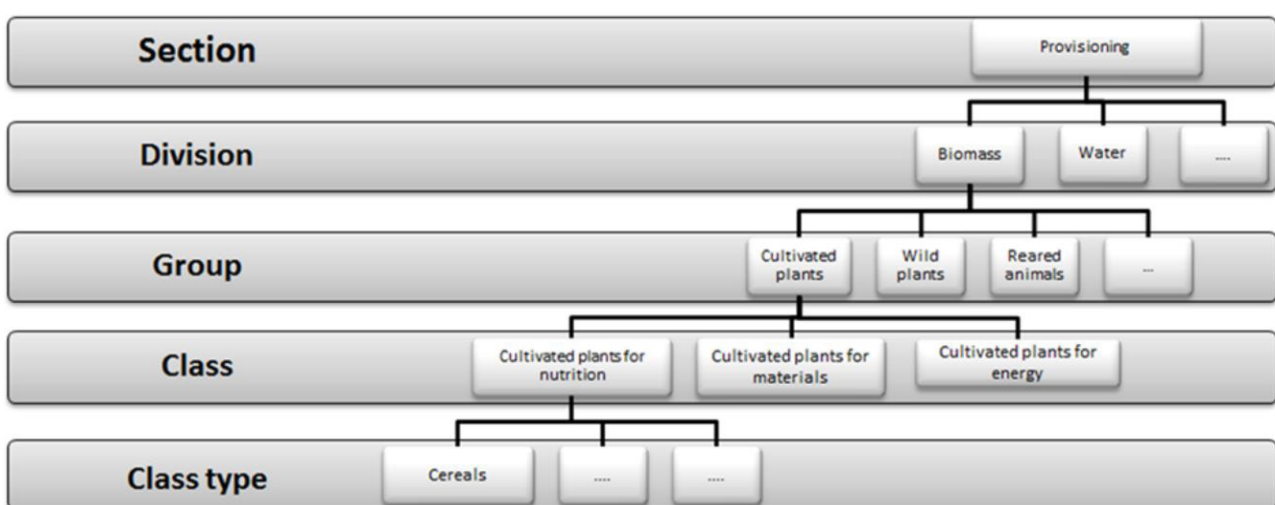 Section
Provisioning
Division
Biomass
Water
....
Group
Cultivated
plants
Wild
plants
Reared
animals
...
Class
Cultivated plants for
nutrition
Cultivated plants for
materials
Cultivated plants for
energy
Class type
Cereals
....
....